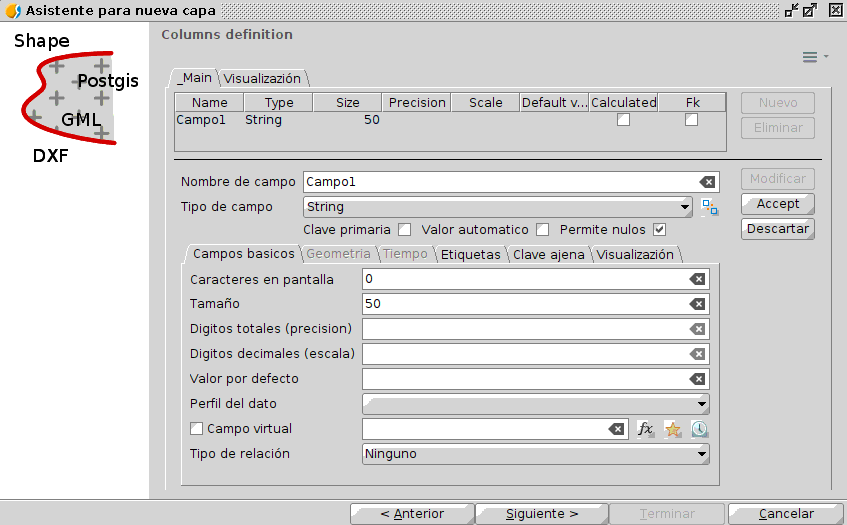 Asistente para nueva capa
Shape
Postgis
GML
DXF
Columns definition
_Main Visualización
Name Type Size Precision Scale Default v... Calculated Fk
Campo1 String 50
Nuevo
Eliminar
Nombre de campo Campo1
Modificar
Tipo de campo String
Accept
Clave primaria Valor automatico Permite nulos
Descartar
Campos basicos Geometria Tiempo Etiquetas Clave ajena Visualización
Caracteres en pantalla 0
Tamaño 50
Digitos totales (precision)
Digitos decimales (escala)
Valor por defecto
Perfil del dato
Campo virtual fx
Tipo de relación Ninguno
< Anterior Siguiente > Terminar Cancelar